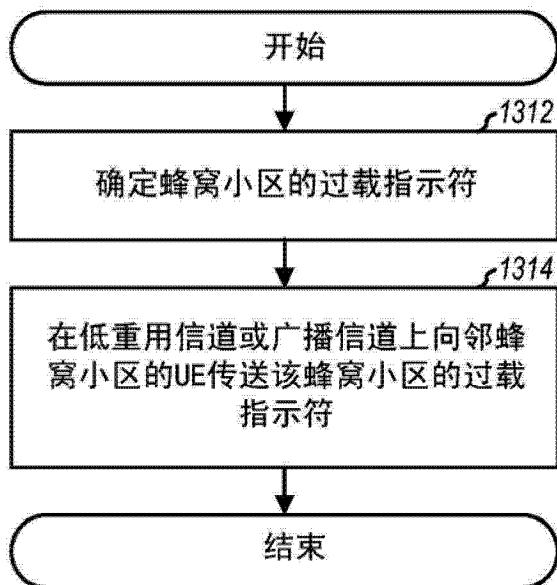 开始
1312
确定蜂窝小区的过载指示符
1314
在低重用信道或广播信道上向邻蜂
窝小区的UE传送该蜂窝小区的过载
指示符
结束